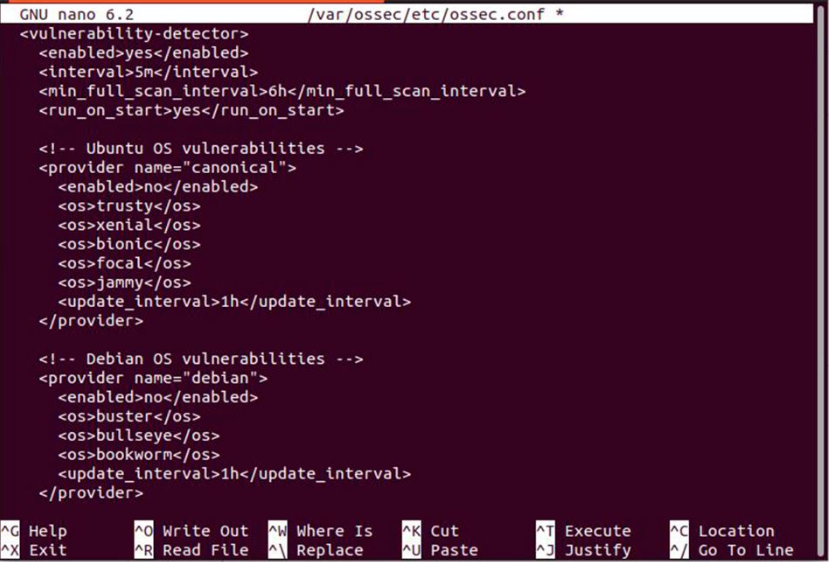 GNU nano 6.2 /var/ossec/etc/ossec.conf *
<vulnerability-detector>
<enabled>yes</enabled>
<interval>5m</interval>
<min_full_scan_interval>6h</min_full_scan_interval>
<run_on_start>yes</run_on_start>
<!-- Ubuntu OS vulnerabilities -->
<provider name="canonical">
<enabled>no</enabled>
<os>trusty</os>
<os>xenial</os>
<os>bionic</os>
<os>focal</os>
<os>jammy</os>
<update_interval>1h</update_interval>
</provider>
<!-- Debian OS vulnerabilities -->
<provider name="debian">
<enabled>no</enabled>
<os>buster</os>
<os>bullseye</os>
<os>bookworm</os>
<update_interval>1h</update_interval>
</provider>
^G Help ^O Write Out ^W Where Is ^K Cut ^T Execute ^C Location
^X Exit ^R Read File ^\ Replace ^U Paste ^J Justify ^/ Go To Line